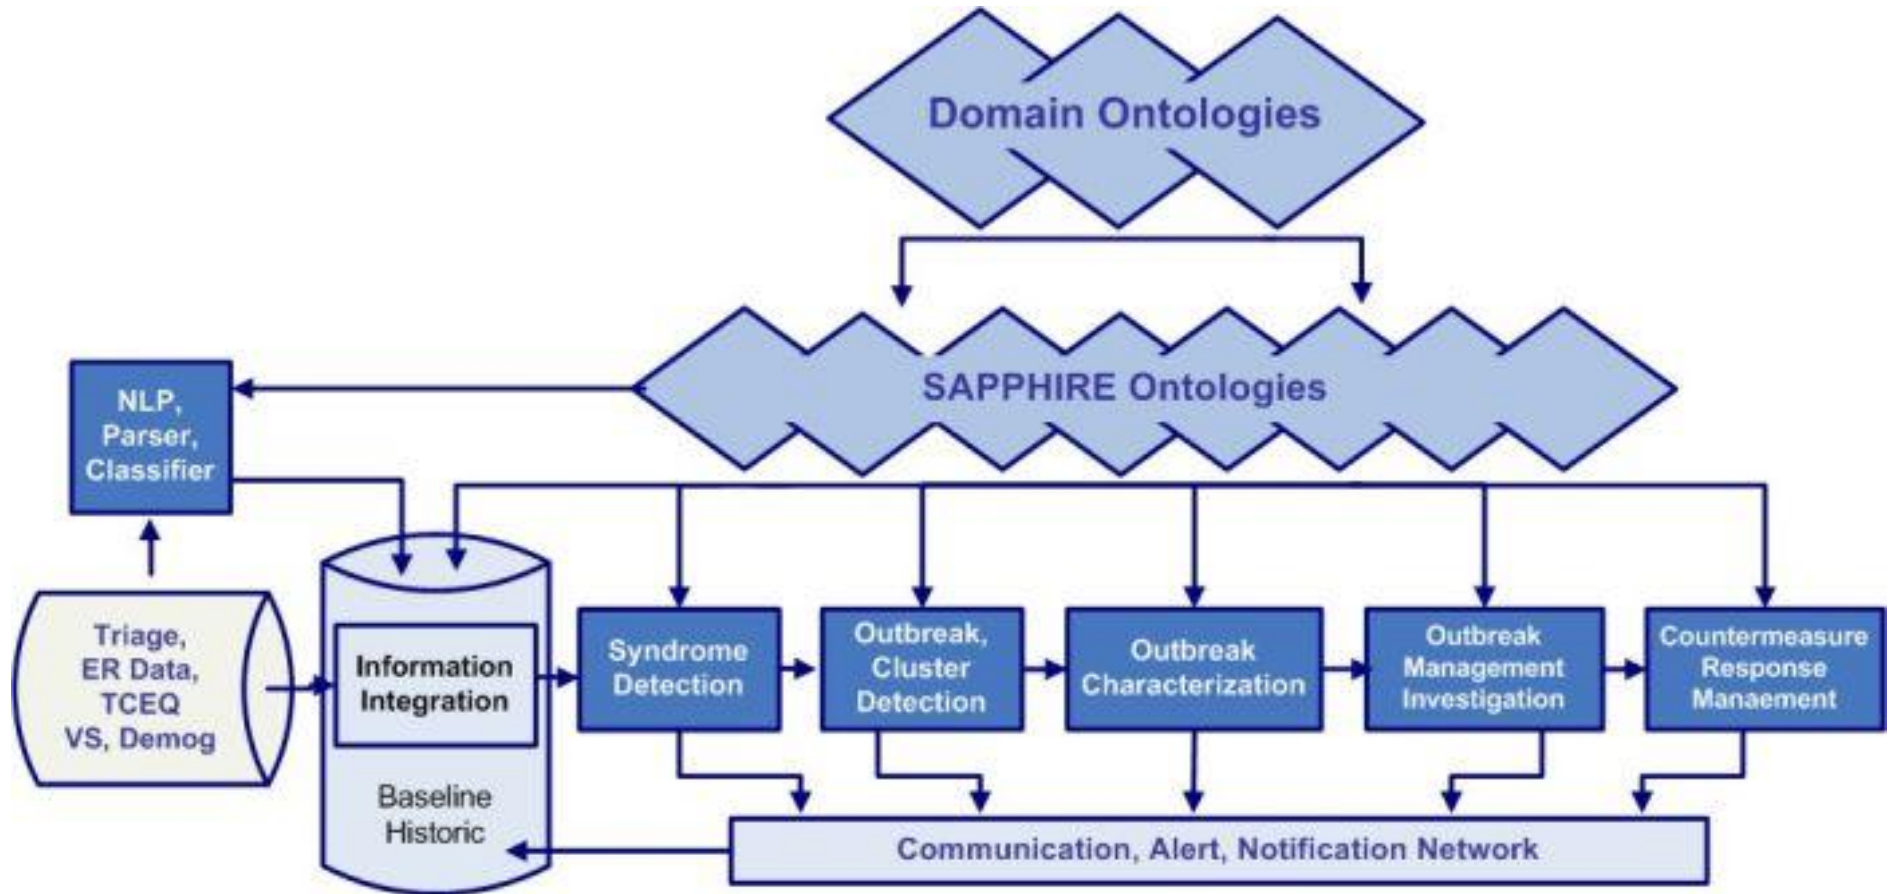 Domain Ontologies
SAPPHIRE Ontologies
NLP,
Parser,
Classifier
Triage,
ER Data,
TCEQ
VS, Demog
Information
Integration
Baseline
Historic
Syndrome
Detection
Outbreak,
Cluster
Detection
Outbreak
Characterization
Outbreak
Management
Investigation
Countermeasure
Response
Manaement
Communication, Alert, Notification Network